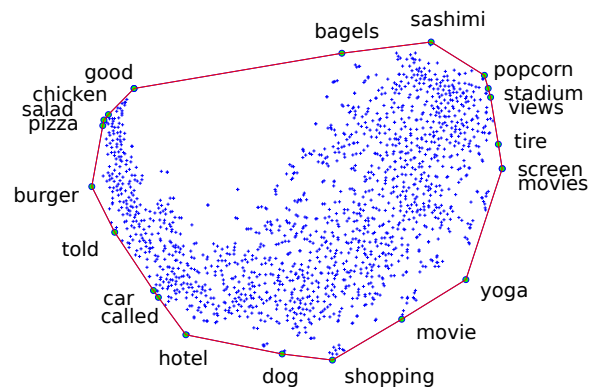 sashimi
bagels
good
popcorn
chicken
stadium
salad
views
pizza
tire
screen
movies
burger
told
yoga
car
called
movie
hotel
dog
shopping